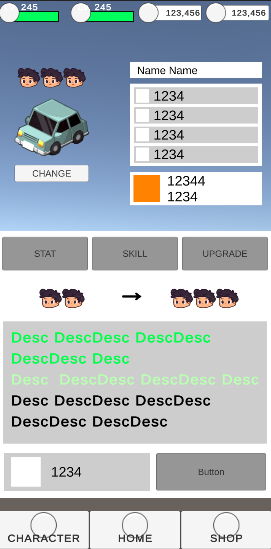 245 245 123,456 123,456
Name Name
1234
1234
1234
1234
CHANGE
12344
1234
STAT SKILL UPGRADE
→
Desc DescDesc DescDesc
DescDesc Desc
Desc DescDesc DescDesc Desc
Desc DescDesc DescDesc
DescDesc DescDesc
1234 Button
CHARACTER HOME SHOP